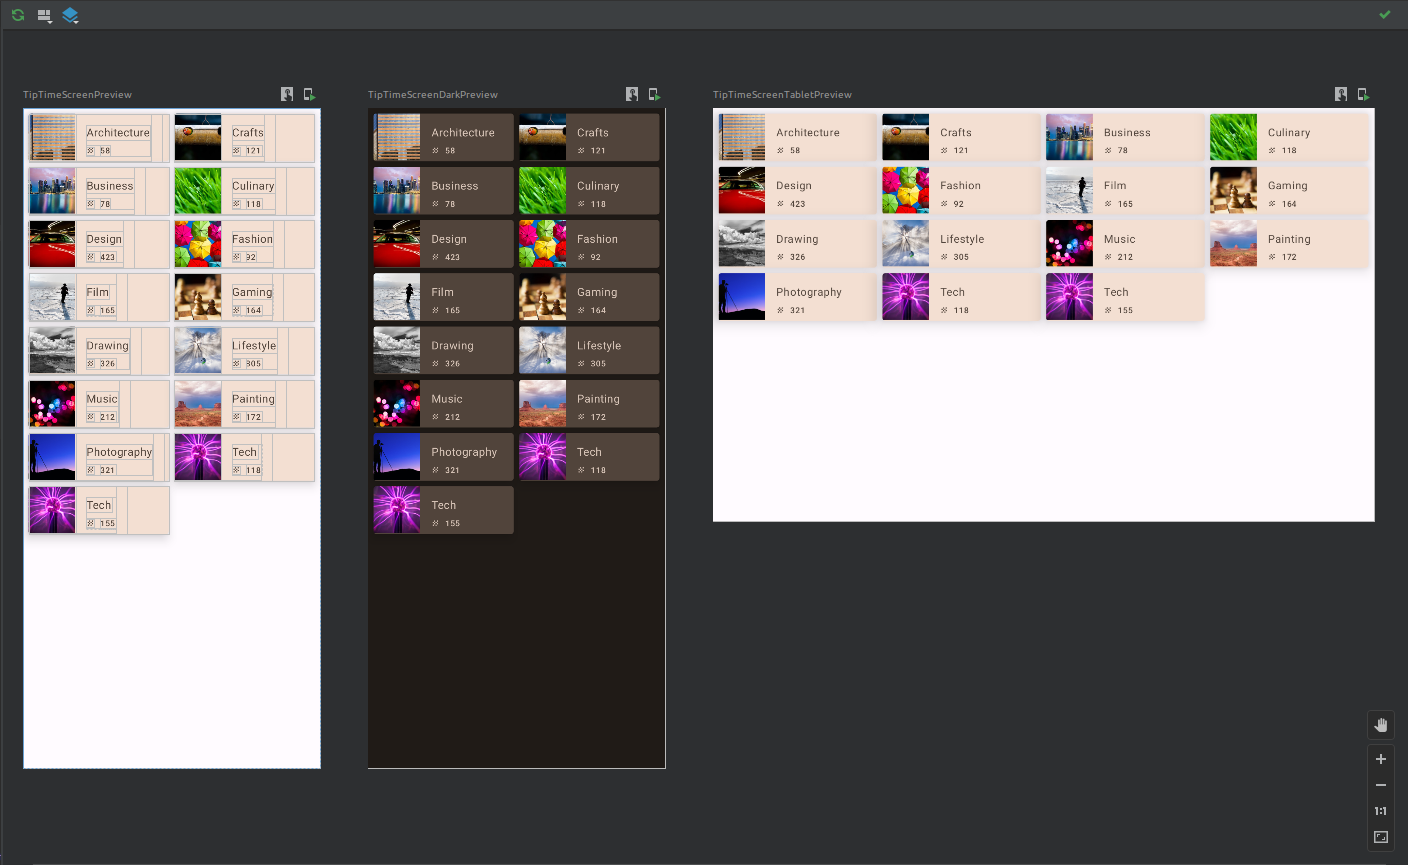 TipTimeScreenPreview
Architecture
58
Crafts
121
Business
78
Culinary
118
Design
423
Fashion
92
Film
165
Gaming
164
Drawing
326
Lifestyle
305
Music
212
Painting
172
Photography
321
Tech
118
Tech
155
TipTimeScreenDarkPreview
Architecture
58
Crafts
121
Business
78
Culinary
118
Design
423
Fashion
92
Film
165
Gaming
164
Drawing
326
Lifestyle
305
Music
212
Painting
172
Photography
321
Tech
118
Tech
155
TipTimeScreenTabletPreview
Architecture
58
Crafts
121
Business
78
Culinary
118
Design
423
Fashion
92
Film
165
Gaming
164
Drawing
326
Lifestyle
305
Music
212
Painting
172
Photography
321
Tech
118
Tech
155
1:1